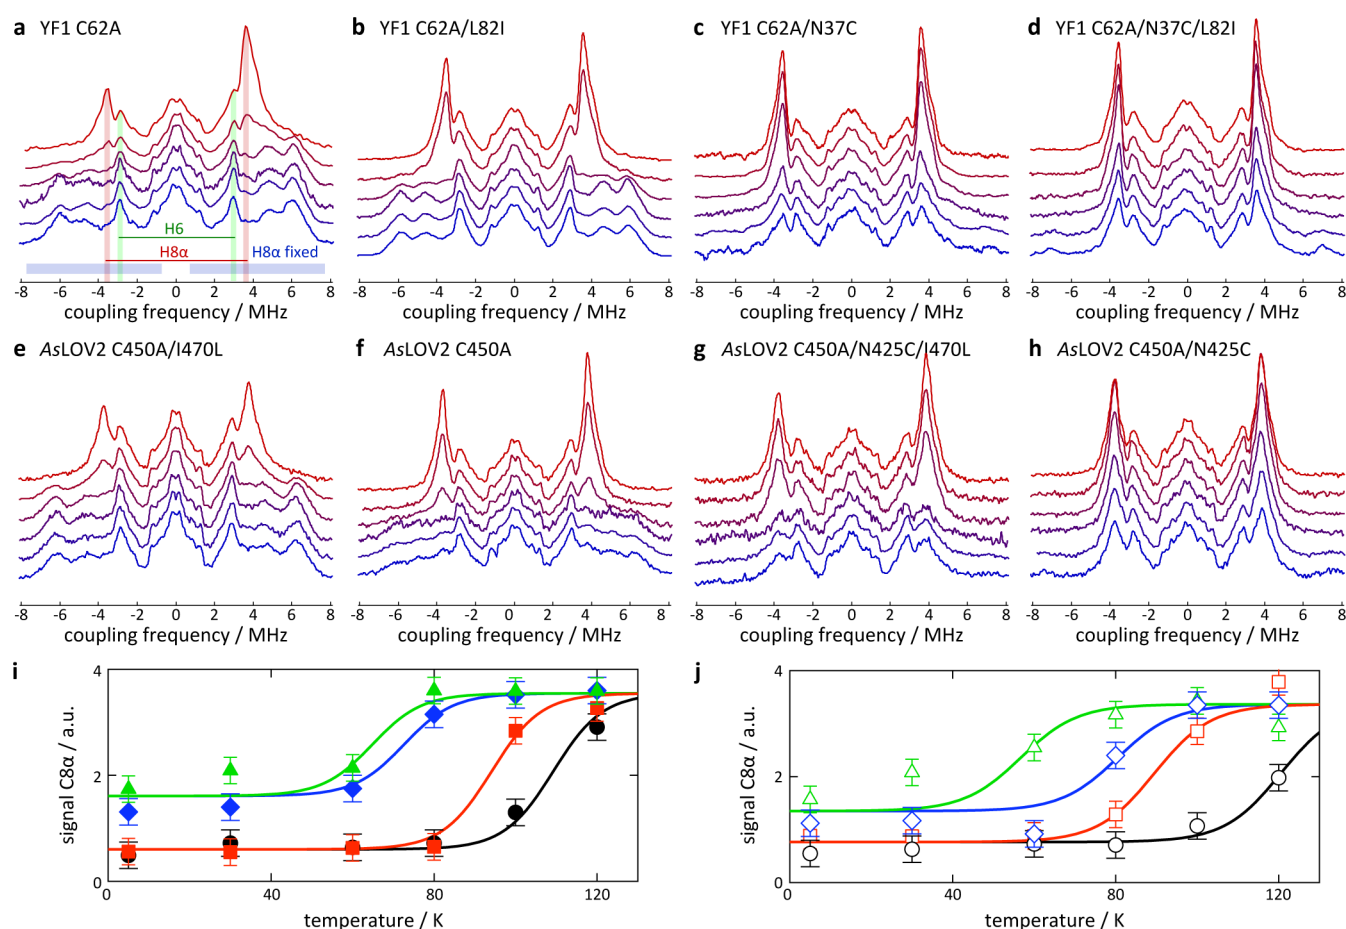 a YF1 C62A
b YF1 C62A/L82I
c YF1 C62A/N37C
d YF1 C62A/N37C/L82I
H6
H8α
H8α fixed
-8 -6 -4 -2 0 2 4 6 8
-8 -6 -4 -2 0 2 4 6 8
-8 -6 -4 -2 0 2 4 6 8
-8 -6 -4 -2 0 2 4 6 8
coupling frequency / MHz
coupling frequency / MHz
coupling frequency / MHz
coupling frequency / MHz
e AsLOV2 C450A/I470L
f AsLOV2 C450A
g AsLOV2 C450A/N425C/I470L
h AsLOV2 C450A/N425C
-8 -6 -4 -2 0 2 4 6 8
-8 -6 -4 -2 0 2 4 6 8
-8 -6 -4 -2 0 2 4 6 8
-8 -6 -4 -2 0 2 4 6 8
coupling frequency / MHz
coupling frequency / MHz
coupling frequency / MHz
coupling frequency / MHz
i
signal C8α / a.u.
4
2
0
0 40 80 120
temperature / K
j
signal C8α / a.u.
4
2
0
0 40 80 120
temperature / K